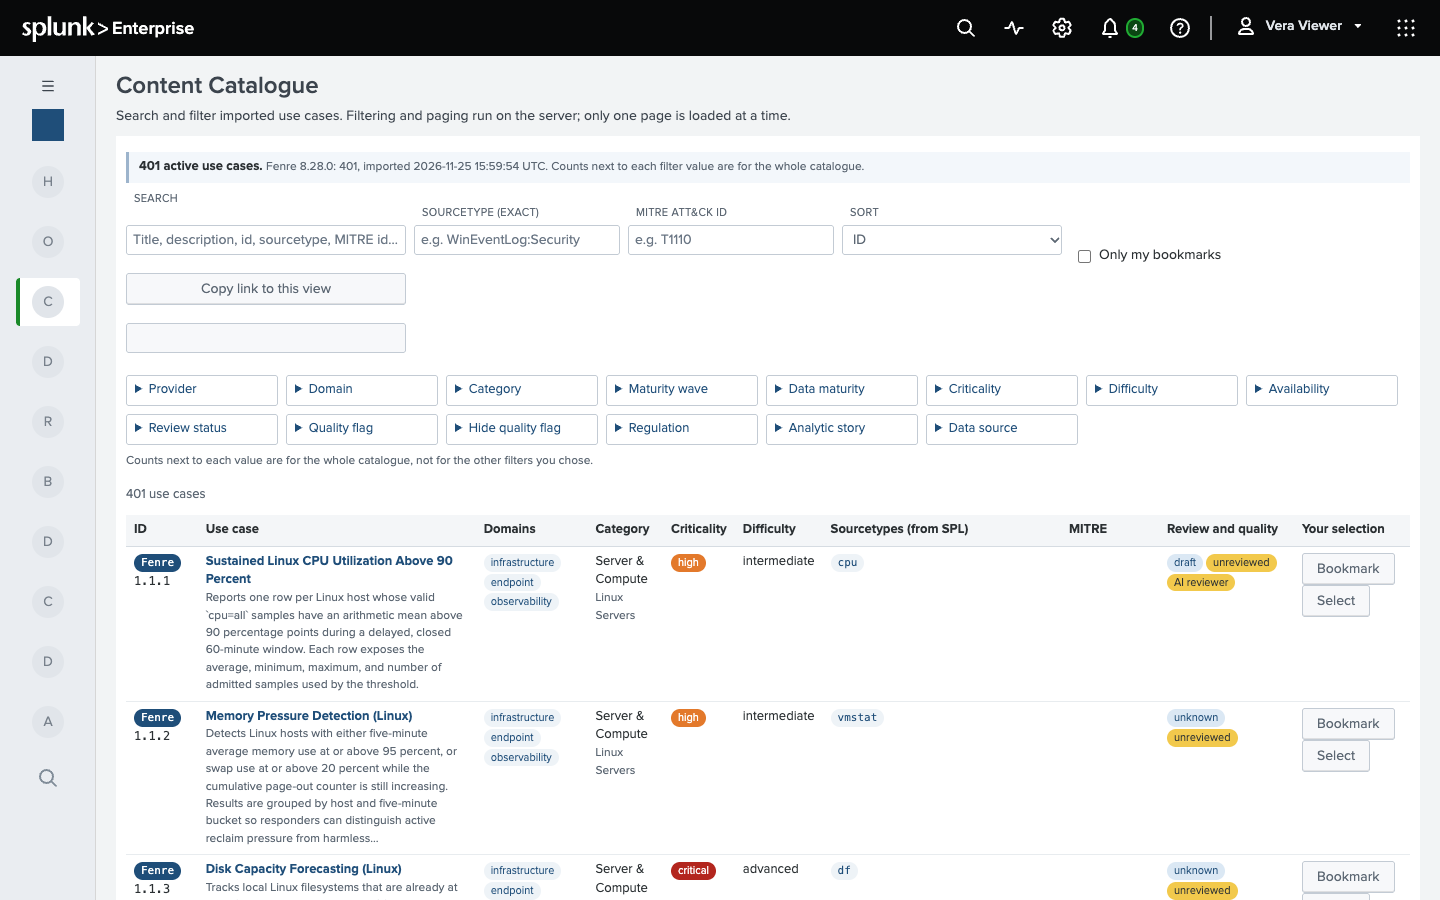 splunk>Enterprise
4
Vera Viewer
Content Catalogue
Search and filter imported use cases. Filtering and paging run on the server; only one page is loaded at a time.
401 active use cases. Fenre 8.28.0: 401, imported 2026-11-25 15:59:54 UTC. Counts next to each filter value are for the whole catalogue.
SEARCH
SOURCETYPE (EXACT)
MITRE ATT&CK ID
SORT
Title, description, id, sourcetype, MITRE id...
e.g. WinEventLog:Security
e.g. T1110
ID
Only my bookmarks
Copy link to this view
Provider
Domain
Category
Maturity wave
Data maturity
Criticality
Difficulty
Availability
Review status
Quality flag
Hide quality flag
Regulation
Analytic story
Data source
Counts next to each value are for the whole catalogue, not for the other filters you chose.
401 use cases
ID
Use case
Domains
Category
Criticality
Difficulty
Sourcetypes (from SPL)
MITRE
Review and quality
Your selection
Fenre
1.1.1
Sustained Linux CPU Utilization Above 90
Percent
Reports one row per Linux host whose valid
`cpu=all` samples have an arithmetic mean above
90 percentage points during a delayed, closed
60-minute window. Each row exposes the
average, minimum, maximum, and number of
admitted samples used by the threshold.
infrastructure
endpoint
observability
Server &
Compute
Linux
Servers
high
intermediate
cpu
draft
unreviewed
AI reviewer
Bookmark
Select
Fenre
1.1.2
Memory Pressure Detection (Linux)
Detects Linux hosts with either five-minute
average memory use at or above 95 percent, or
swap use at or above 20 percent while the
cumulative page-out counter is still increasing.
Results are grouped by host and five-minute
bucket so responders can distinguish active
reclaim pressure from harmless...
infrastructure
endpoint
observability
Server &
Compute
Linux
Servers
high
intermediate
vmstat
unknown
unreviewed
Bookmark
Select
Fenre
1.1.3
Disk Capacity Forecasting (Linux)
Tracks local Linux filesystems that are already at
infrastructure
endpoint
Server &
Compute
critical
advanced
df
unknown
unreviewed
Bookmark
H
O
C
D
R
B
D
C
D
A